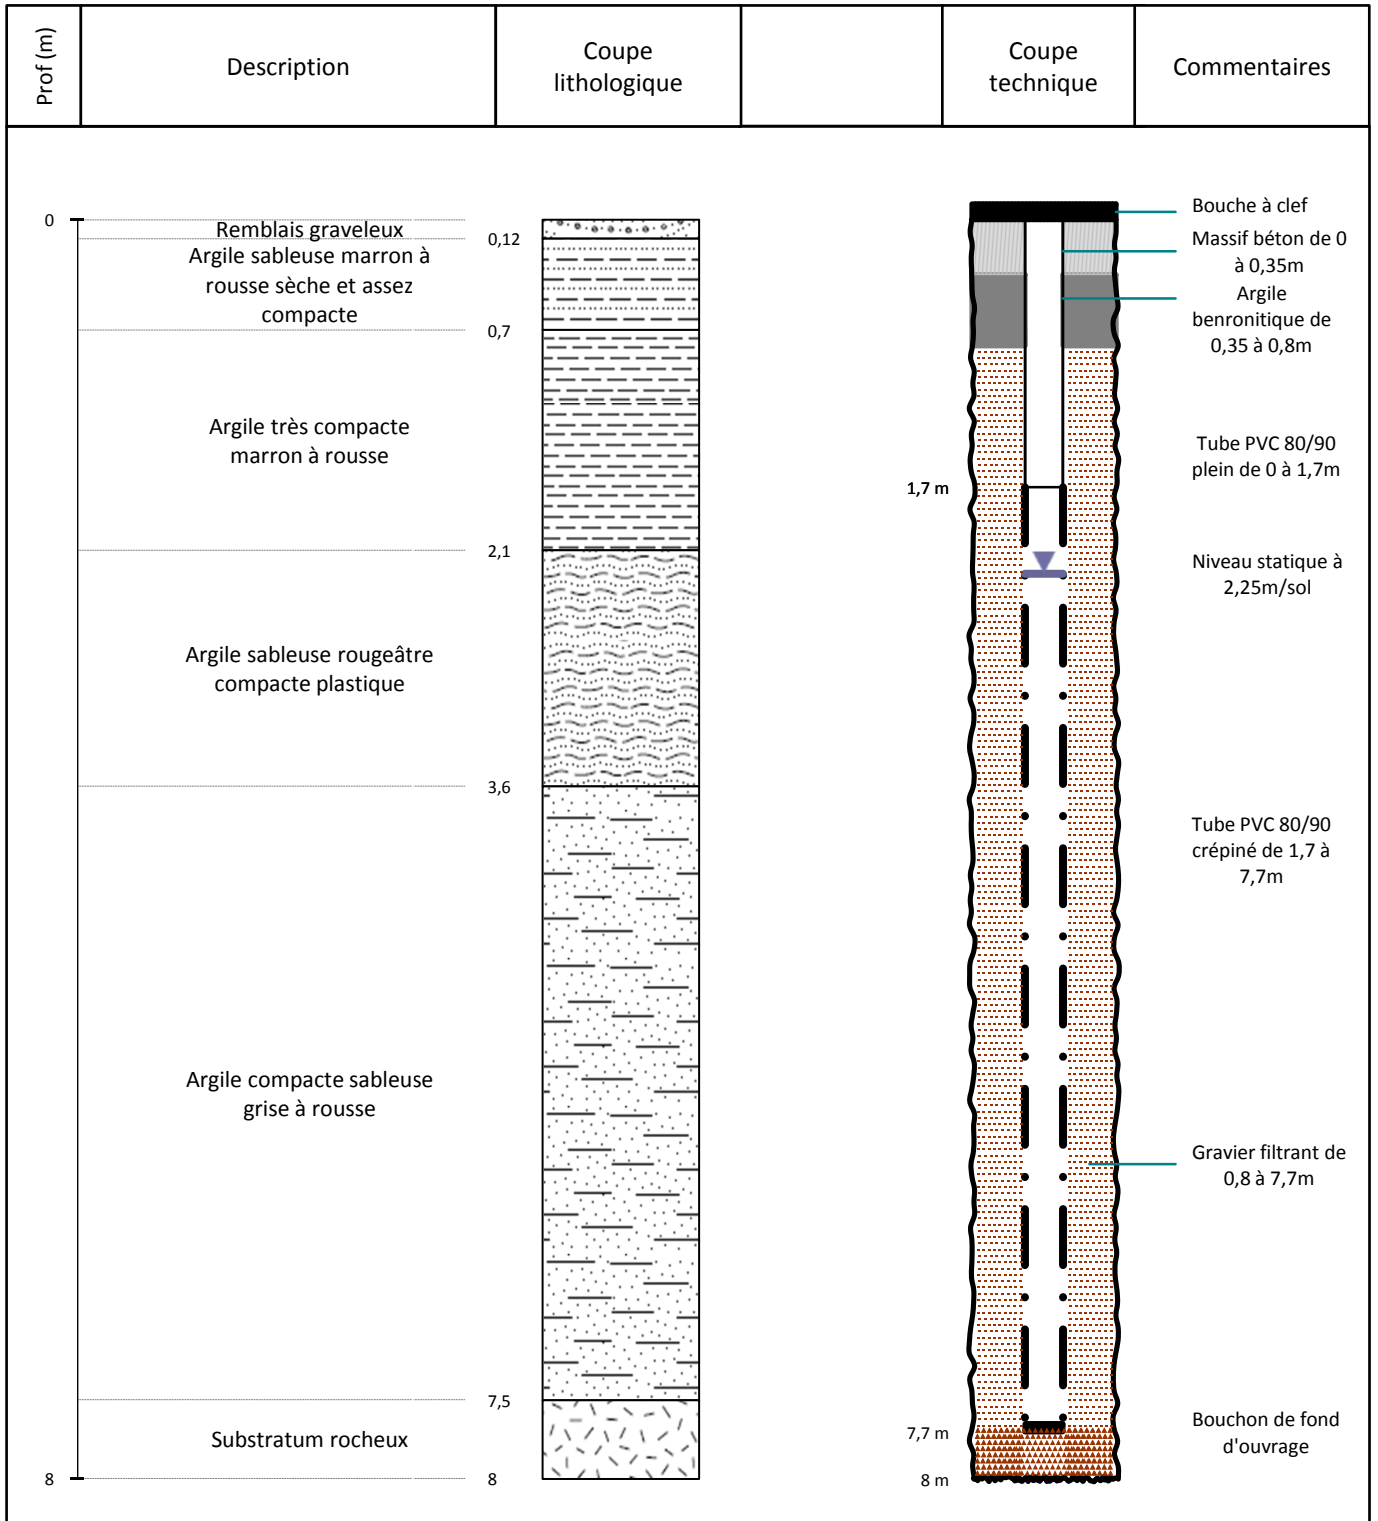 Prof (m)
Description
Coupe
lithologique
Coupe
technique
Commentaires
0
Remblais graveleux
0,12
Argile sableuse marron à
rousse sèche et assez
compacte
0,7
Argile très compacte
marron à rousse
2,1
Argile sableuse rougeâtre
compacte plastique
3,6
Argile compacte sableuse
grise à rousse
7,5
Substratum rocheux
8
8
1,7 m
7,7 m
8 m
Bouche à clef
Massif béton de 0
à 0,35m
Argile
benronitique de
0,35 à 0,8m
Tube PVC 80/90
plein de 0 à 1,7m
Niveau statique à
2,25m/sol
Tube PVC 80/90
crépiné de 1,7 à
7,7m
Gravier filtrant de
0,8 à 7,7m
Bouchon de fond
d'ouvrage